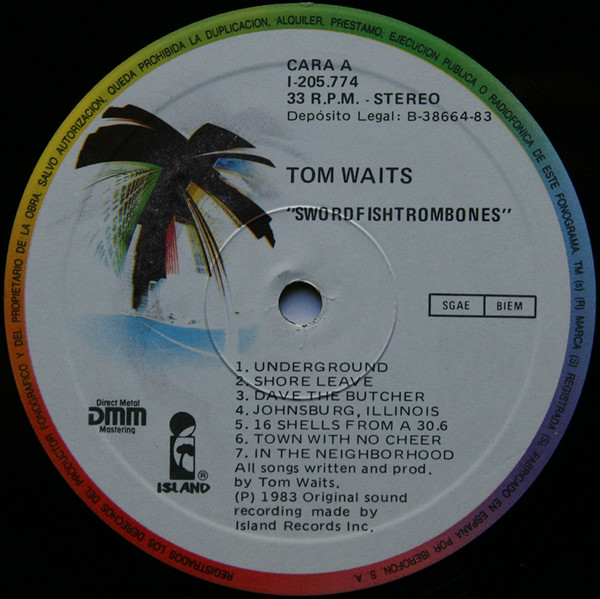 CARA A
I-205.774
33 R.P.M. - STEREO
Depósito Legal: B-38664-83
TOM WAITS
"SWORDFISHTROMBONES"
SGAE BIEM
1. UNDERGROUND
2. SHORE LEAVE
3. DAVE THE BUTCHER
4. JOHNSBURG, ILLINOIS
5. 16 SHELLS FROM A 30.6
6. TOWN WITH NO CHEER
7. IN THE NEIGHBORHOOD
All songs written and prod.
by Tom Waits.
(P) 1983 Original sound
recording made by
Island Records Inc.
Direct Metal
DMM
Mastering
ISLAND ®
REGISTRADOS LOS DERECHOS DEL PRODUCTOR FONOGRAFICO Y DEL PROPIETARIO DE LA OBRA. SALVO AUTORIZACION, QUEDA PROHIBIDA LA DUPLICACION, ALQUILER, PRESTAMO, EJECUCION PUBLICA O RADIOFONICA DE ESTE FONOGRAMA. TM (s) (R) MARCA (S) REGISTRADA (S). FABRICADO EN ESPAÑA POR IBEROFON, S. A.